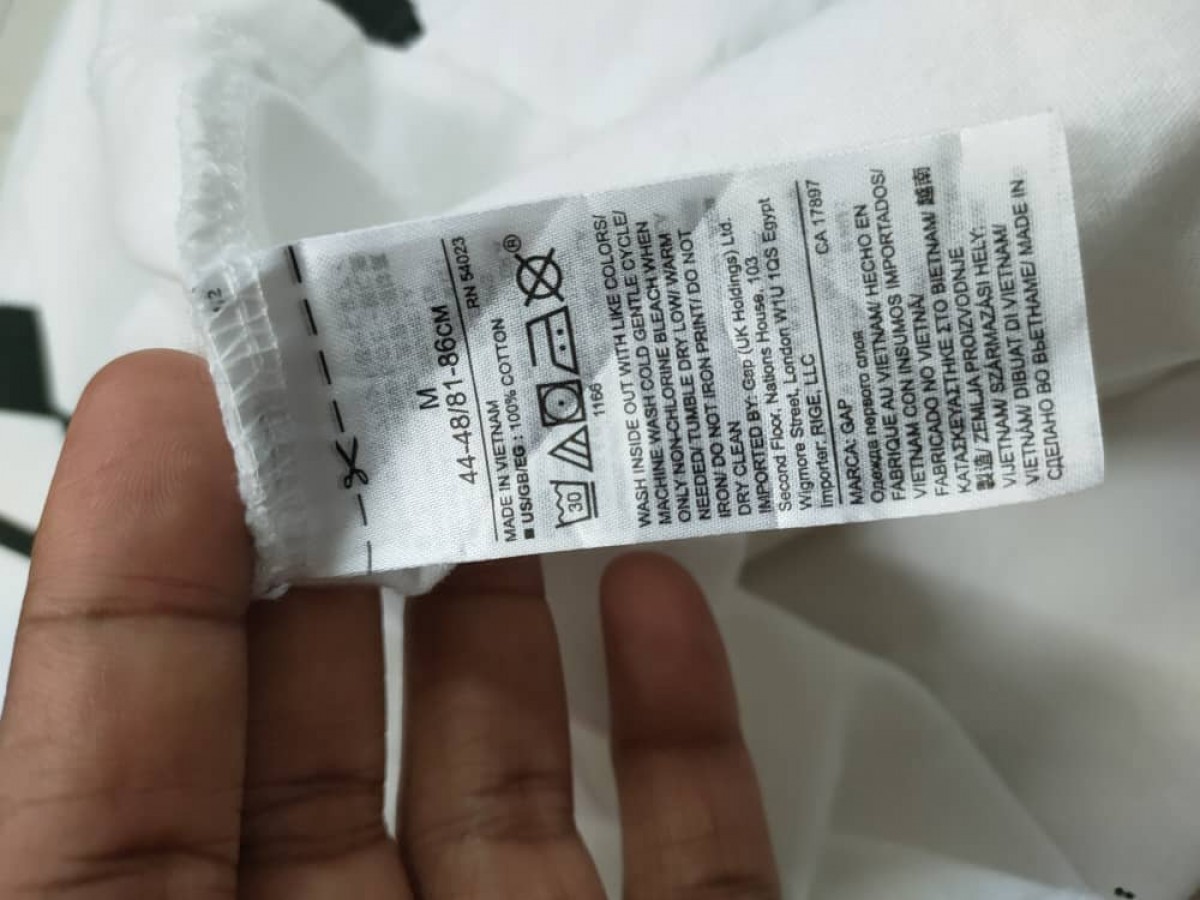 M
44-48/81-86CM
RN 54023
MADE IN VIETNAM
■ US/GB/EG : 100% COTTON
30
®
1166
WASH INSIDE OUT WITH LIKE COLORS/
MACHINE WASH COLD GENTLE CYCLE/
ONLY NON-CHLORINE BLEACH WHEN
NEEDED/ TUMBLE DRY LOW/ WARM
IRON/ DO NOT IRON PRINT/ DO NOT
DRY CLEAN
IMPORTED BY: Gap (UK Holdings) Ltd.
Second Floor, Nations House, 103
Wigmore Street, London W1U 1QS Egypt
Importer: RIGE, LLC
CA 17897
MARCA: GAP
Одежда первого слоя
FABRIQUÉ AU VIETNAM/ HECHO EN
VIETNAM CON INSUMOS IMPORTADOS/
FABRICADO NO VIETNÃ/
ΚΑΤΑΣΚΕΥΑΣΤΗΚΕ ΣΤΟ ΒΙΕΤΝΑΜ/ 越南
製造/ ZEMLJA PROIZVODNJE
VIJETNAM/ SZÁRMAZÁSI HELY:
VIETNÁM/ DIBUAT DI VIETNAM/
СДЕЛАНО ВО ВЬЕТНАМЕ/ MADE IN